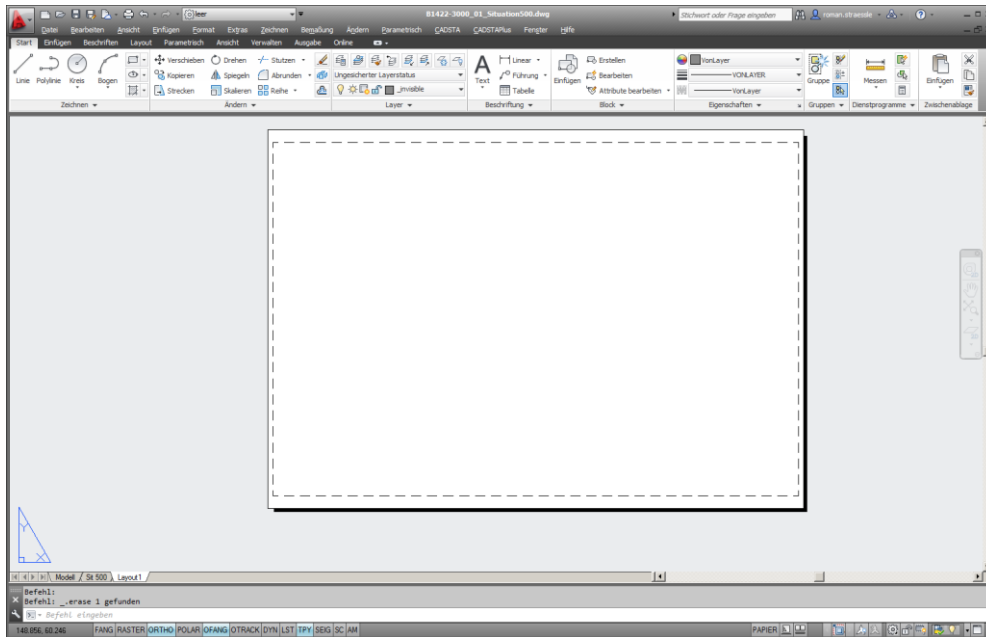 leer 81422-3000_01_Situation500.dwg Stichwort oder Frage eingeben roman.straessle
Datei Bearbeiten Ansicht Einfügen Format Extras Zeichnen Bemaßung Ändern Parametrisch CADSTA CADSTAPlus Fenster Hilfe
Start Einfügen Beschriften Layout Parametrisch Ansicht Verwalten Ausgabe Online
Verschieben Drehen Stutzen Linear Erstellen VonLayer
Kopieren Spiegeln Abrunden Ungesicherter Layerstatus Führung Bearbeiten VONLAYER
Linie Polylinie Kreis Bogen Text Einfügen Gruppe Messen Einfügen
Strecken Skalieren Reihe _invisible Tabelle Attribute bearbeiten VonLayer
Zeichnen Ändern Layer Beschriftung Block Eigenschaften Gruppen Dienstprogramme Zwischenablage
Y
X
Modell Sit 500 Layout1
Befehl:
Befehl: _.erase 1 gefunden
Befehl eingeben
148.856, 60.246 FANG RASTER ORTHO POLAR OFANG OTRACK DYN LST TPY SEIG SC AM PAPIER